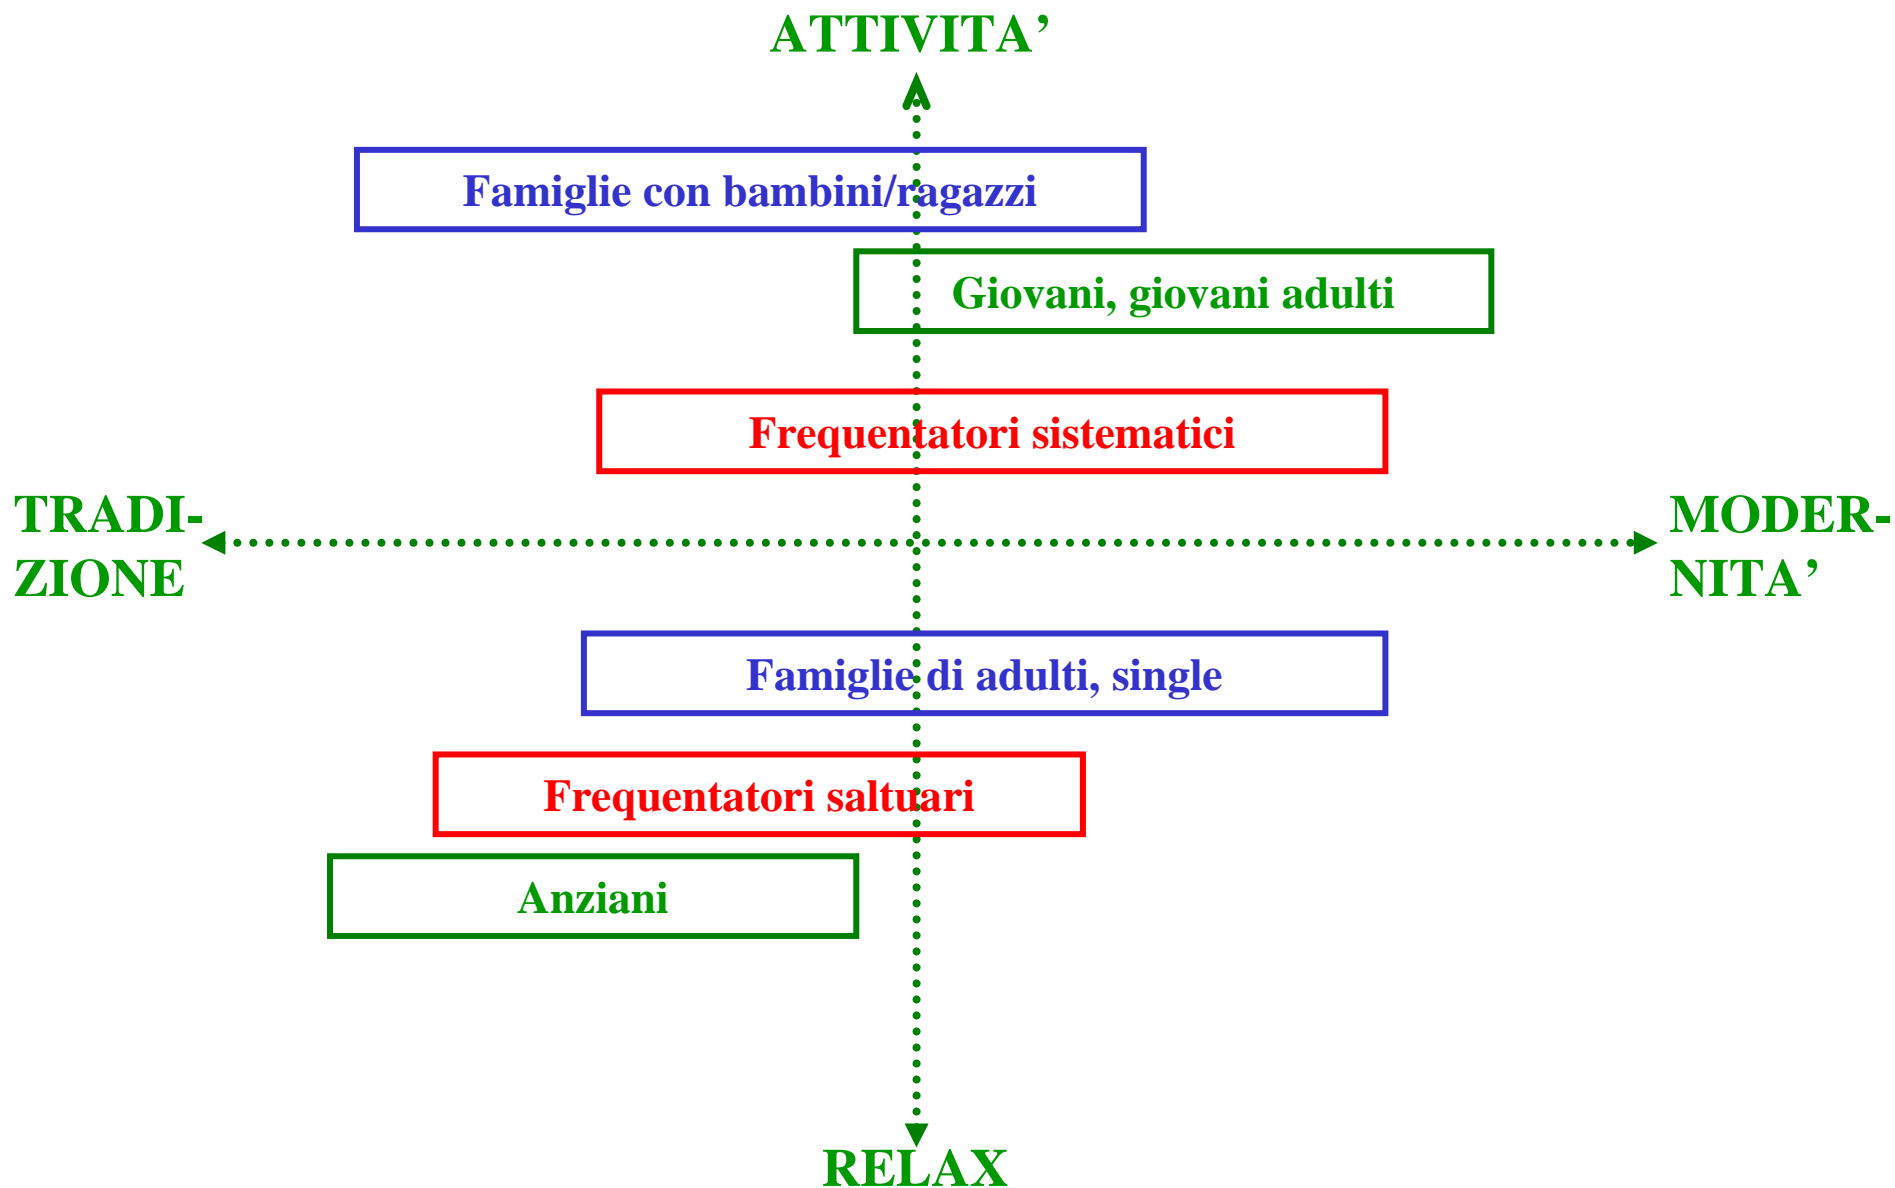 ATTIVITA’
Famiglie con bambini/ragazzi
Giovani, giovani adulti
Frequentatori sistematici
TRADI-
ZIONE
MODER-
NITA’
Famiglie di adulti, single
Frequentatori saltuari
Anziani
RELAX